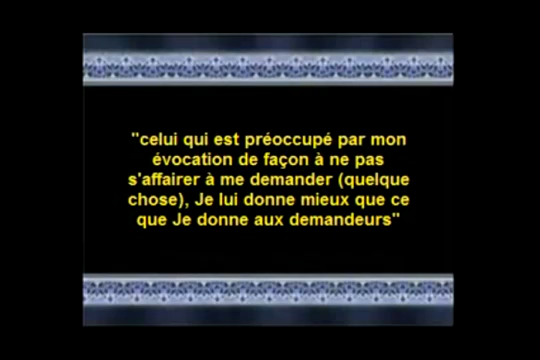 "celui qui est préoccupé par mon
évocation de façon à ne pas
s'affairer à me demander (quelque
chose), Je lui donne mieux que ce
que Je donne aux demandeurs"